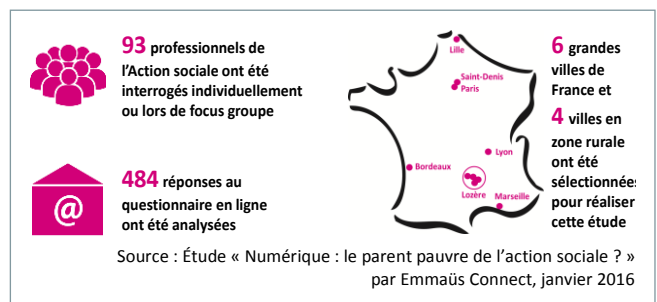 93 professionnels de
l'Action sociale ont été
interrogés individuellement
ou lors de focus groupe
@
484 réponses au
questionnaire en ligne
ont été analysées
Lille
Saint-Denis
Paris
Lyon
Bordeaux
Lozère
Marseille
6 grandes
villes de
France et
4 villes en
zone rurale
ont été
sélectionnées
pour réaliser
cette étude
Source : Étude « Numérique : le parent pauvre de l'action sociale ? »
par Emmaüs Connect, janvier 2016